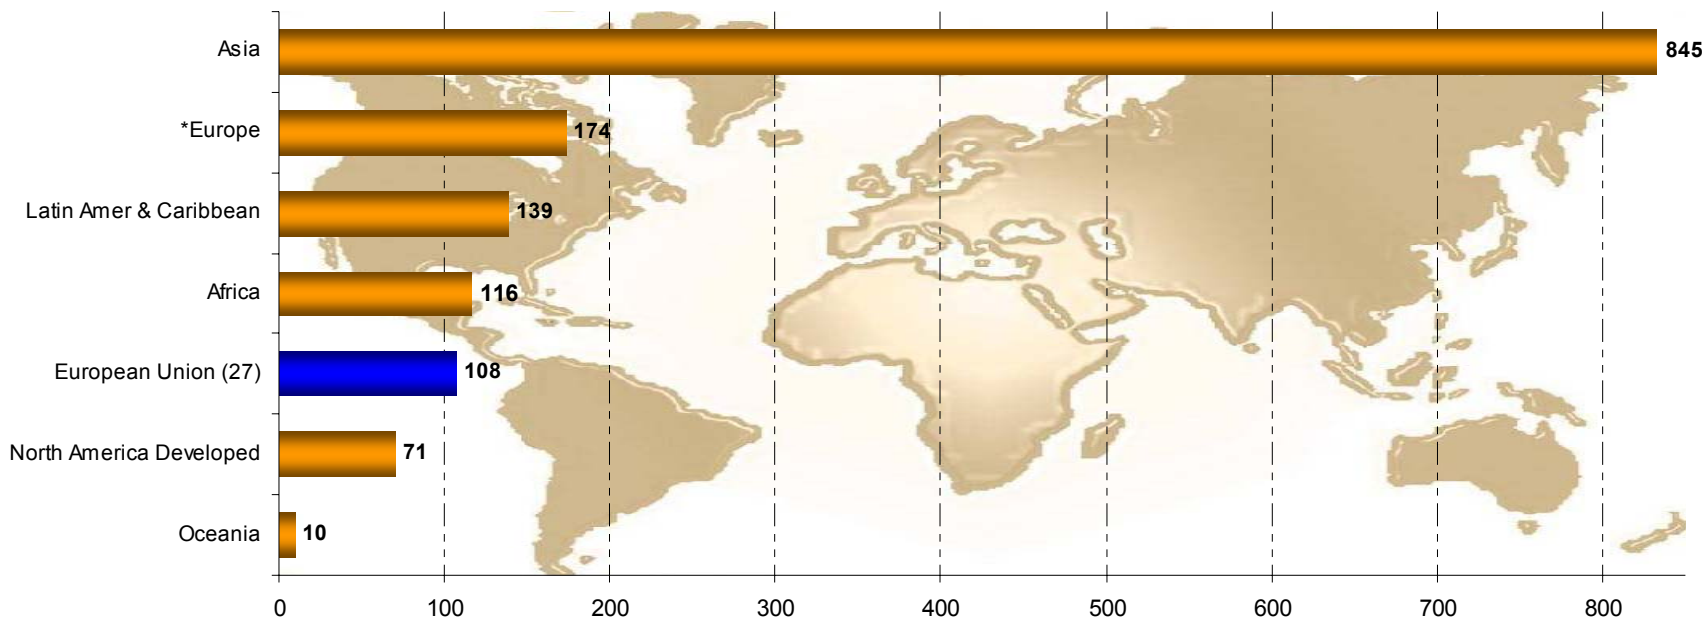 Asia 845
*Europe 174
Latin Amer & Caribbean 139
Africa 116
European Union (27) 108
North America Developed 71
Oceania 10
0 100 200 300 400 500 600 700 800